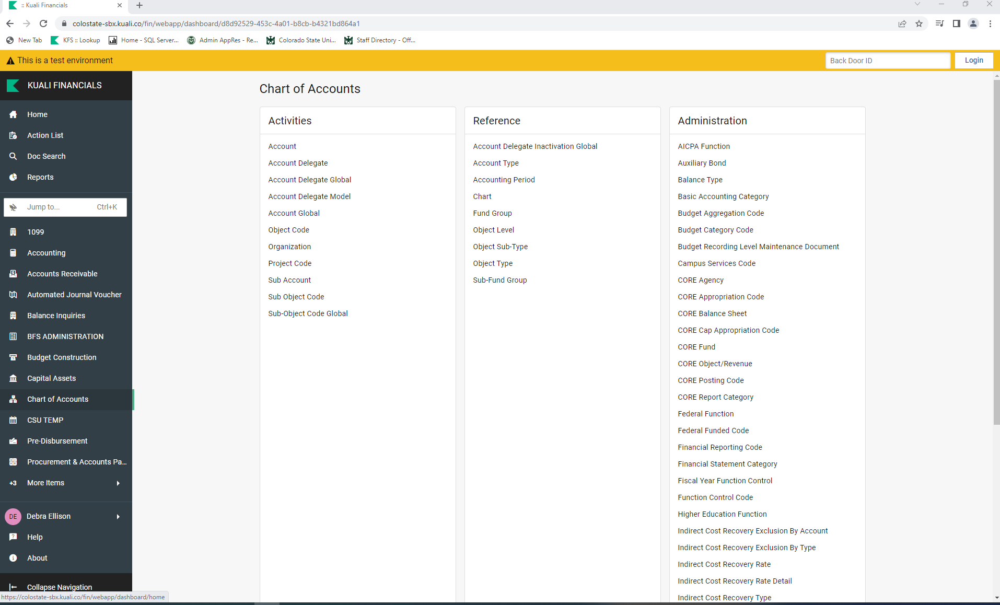 :: Kuali Financials
colostate-sbx.kuali.co/fin/webapp/dashboard/d8d92529-453c-4a01-b8cb-b4321bd864a1
New Tab
KFS :: Lookup
Home - SQL Server...
Admin AppRes - Re...
Colorado State Uni...
Staff Directory - Off...
This is a test environment
Back Door ID
Login
KUALI FINANCIALS
Home
Action List
Doc Search
Reports
Jump to... Ctrl+K
1099
Accounting
Accounts Receivable
Automated Journal Voucher
Balance Inquiries
BFS ADMINISTRATION
Budget Construction
Capital Assets
Chart of Accounts
CSU TEMP
Pre-Disbursement
Procurement & Accounts Pa...
+3 More Items
DE Debra Ellison
Help
About
Collapse Navigation
https://colostate-sbx.kuali.co/fin/webapp/dashboard/home
Chart of Accounts
Activities
Account
Account Delegate
Account Delegate Global
Account Delegate Model
Account Global
Object Code
Organization
Project Code
Sub Account
Sub Object Code
Sub-Object Code Global
Reference
Account Delegate Inactivation Global
Account Type
Accounting Period
Chart
Fund Group
Object Level
Object Sub-Type
Object Type
Sub-Fund Group
Administration
AICPA Function
Auxiliary Bond
Balance Type
Basic Accounting Category
Budget Aggregation Code
Budget Category Code
Budget Recording Level Maintenance Document
Campus Services Code
CORE Agency
CORE Appropriation Code
CORE Balance Sheet
CORE Cap Appropriation Code
CORE Fund
CORE Object/Revenue
CORE Posting Code
CORE Report Category
Federal Function
Federal Funded Code
Financial Reporting Code
Financial Statement Category
Fiscal Year Function Control
Function Control Code
Higher Education Function
Indirect Cost Recovery Exclusion By Account
Indirect Cost Recovery Exclusion By Type
Indirect Cost Recovery Rate
Indirect Cost Recovery Rate Detail
Indirect Cost Recovery Type